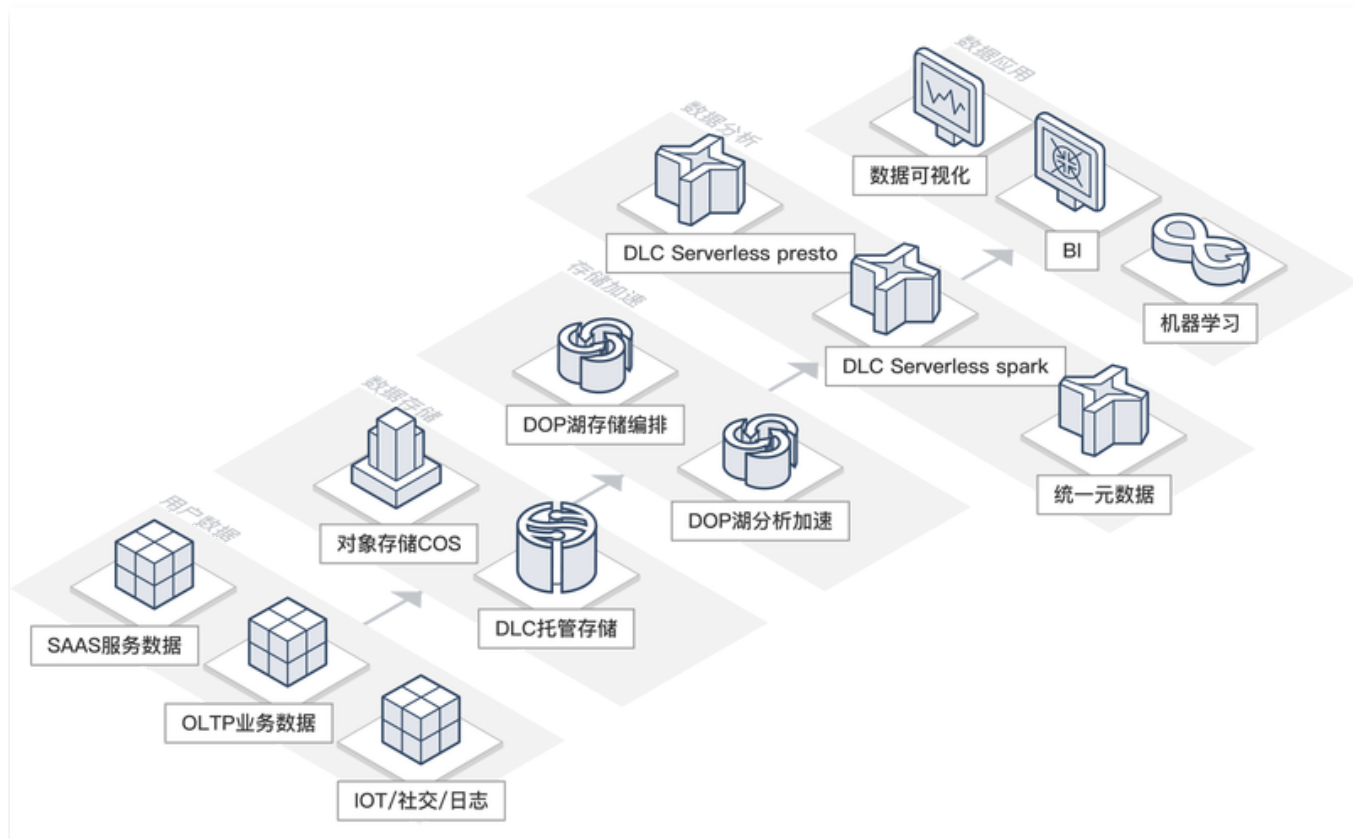 用户数据
SAAS服务数据
OLTP业务数据
IOT/社交/日志
数据存储
对象存储COS
DLC托管存储
存储加速
DOP湖存储编排
DOP湖分析加速
数据分析
DLC Serverless presto
DLC Serverless spark
统一元数据
数据应用
数据可视化
BI
机器学习